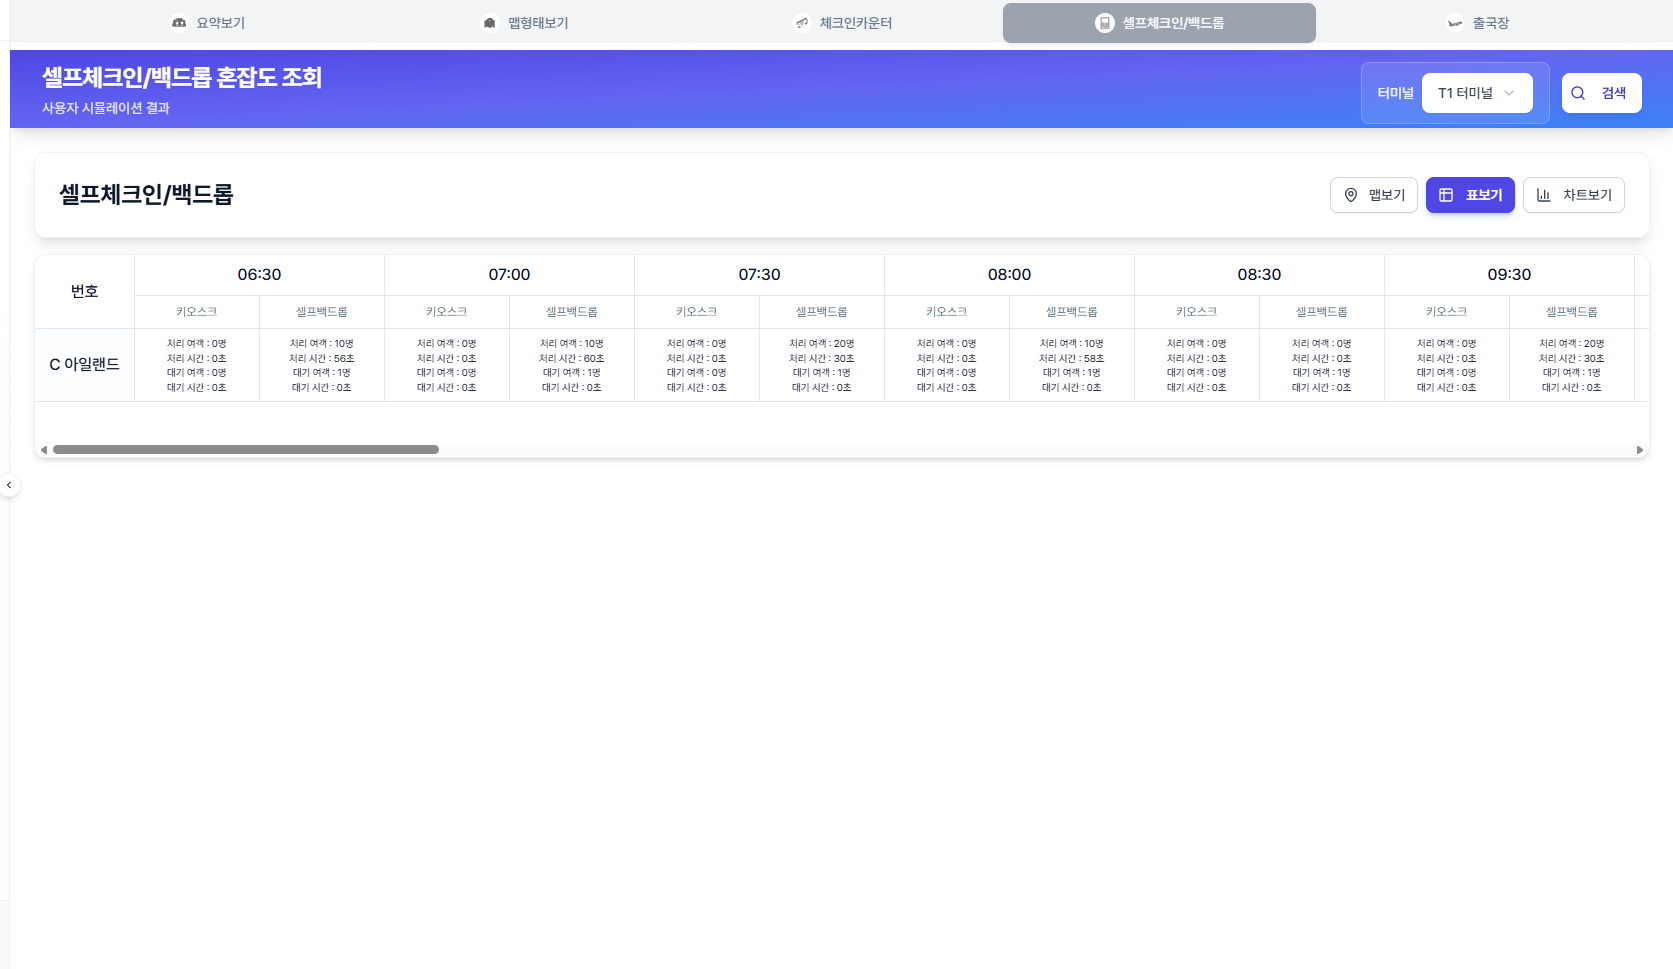 요약보기
맵형태보기
체크인카운터
셀프체크인/백드롭
출국장
셀프체크인/백드롭 혼잡도 조회
사용자 시뮬레이션 결과
터미널
T1 터미널
검색
셀프체크인/백드롭
맵보기
표보기
차트보기
번호
06:30
07:00
07:30
08:00
08:30
09:30
키오스크
셀프백드롭
키오스크
셀프백드롭
키오스크
셀프백드롭
키오스크
셀프백드롭
키오스크
셀프백드롭
키오스크
셀프백드롭
C 아일랜드
처리 여객 : 0명
처리 시간 : 0초
대기 여객 : 0명
대기 시간 : 0초
처리 여객 : 10명
처리 시간 : 56초
대기 여객 : 1명
대기 시간 : 0초
처리 여객 : 0명
처리 시간 : 0초
대기 여객 : 0명
대기 시간 : 0초
처리 여객 : 10명
처리 시간 : 60초
대기 여객 : 1명
대기 시간 : 0초
처리 여객 : 0명
처리 시간 : 0초
대기 여객 : 0명
대기 시간 : 0초
처리 여객 : 20명
처리 시간 : 30초
대기 여객 : 1명
대기 시간 : 0초
처리 여객 : 0명
처리 시간 : 0초
대기 여객 : 0명
대기 시간 : 0초
처리 여객 : 10명
처리 시간 : 58초
대기 여객 : 1명
대기 시간 : 0초
처리 여객 : 0명
처리 시간 : 0초
대기 여객 : 0명
대기 시간 : 0초
처리 여객 : 0명
처리 시간 : 0초
대기 여객 : 1명
대기 시간 : 0초
처리 여객 : 0명
처리 시간 : 0초
대기 여객 : 0명
대기 시간 : 0초
처리 여객 : 20명
처리 시간 : 30초
대기 여객 : 1명
대기 시간 : 0초